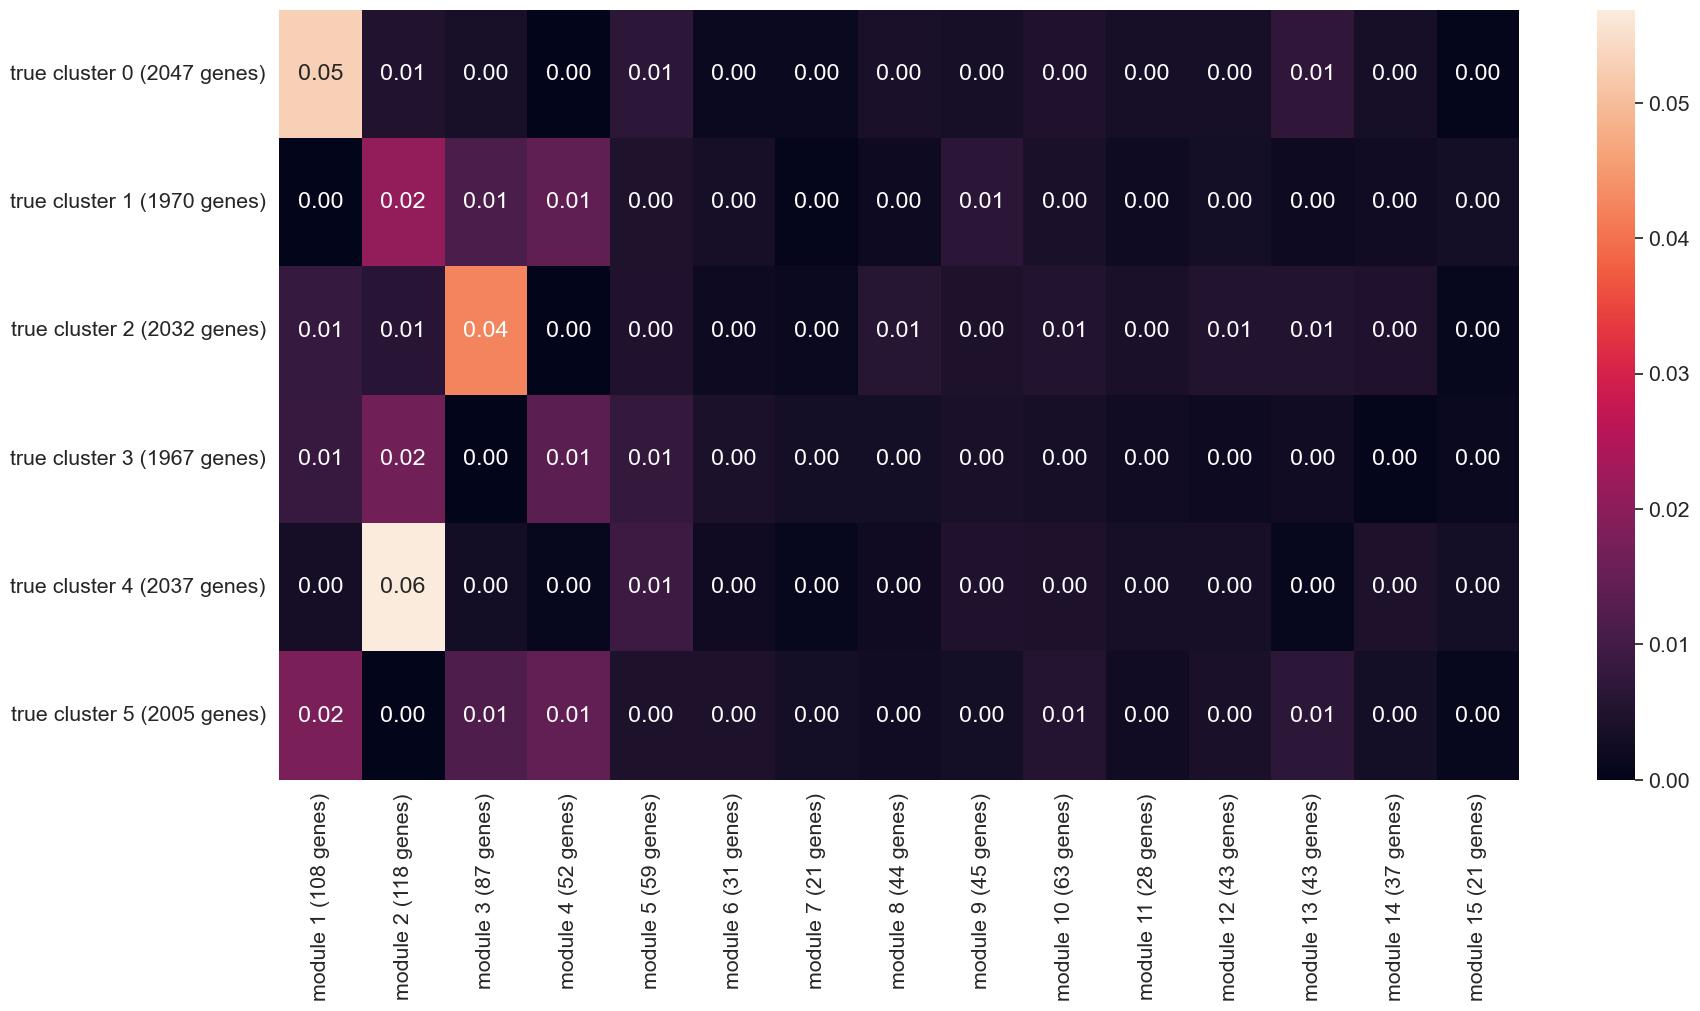 true cluster 0 (2047 genes) 0.05 0.01 0.00 0.00 0.01 0.00 0.00 0.00 0.00 0.00 0.00 0.00 0.01 0.00 0.00
true cluster 1 (1970 genes) 0.00 0.02 0.01 0.01 0.00 0.00 0.00 0.00 0.01 0.00 0.00 0.00 0.00 0.00 0.00
true cluster 2 (2032 genes) 0.01 0.01 0.04 0.00 0.00 0.00 0.00 0.01 0.00 0.01 0.00 0.01 0.01 0.00 0.00
true cluster 3 (1967 genes) 0.01 0.02 0.00 0.01 0.01 0.00 0.00 0.00 0.00 0.00 0.00 0.00 0.00 0.00 0.00
true cluster 4 (2037 genes) 0.00 0.06 0.00 0.00 0.01 0.00 0.00 0.00 0.00 0.00 0.00 0.00 0.00 0.00 0.00
true cluster 5 (2005 genes) 0.02 0.00 0.01 0.01 0.00 0.00 0.00 0.00 0.00 0.01 0.00 0.00 0.01 0.00 0.00
module 1 (108 genes)
module 2 (118 genes)
module 3 (87 genes)
module 4 (52 genes)
module 5 (59 genes)
module 6 (31 genes)
module 7 (21 genes)
module 8 (44 genes)
module 9 (45 genes)
module 10 (63 genes)
module 11 (28 genes)
module 12 (43 genes)
module 13 (43 genes)
module 14 (37 genes)
module 15 (21 genes)
0.05
0.04
0.03
0.02
0.01
0.00